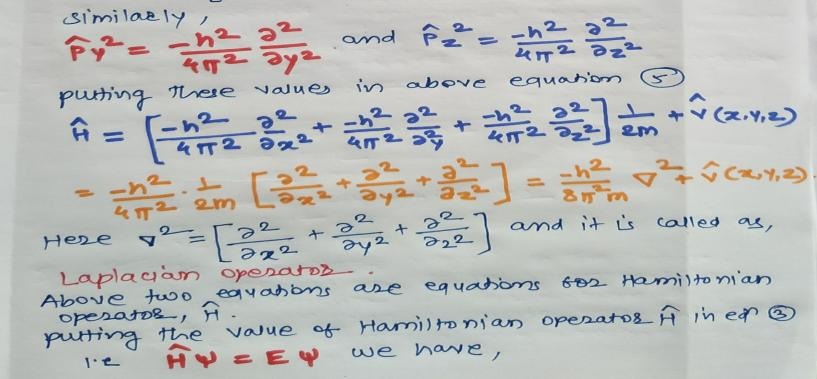 similarly,
P̂y² = -h²/4π² ∂²/∂y² and P̂z² = -h²/4π² ∂²/∂z²
putting these values in above equation ⑤
Ĥ = [-h²/4π² ∂²/∂x² + -h²/4π² ∂²/∂y + -h²/4π² ∂²/∂z²] 1/2m + V̂(x,y,z)
= -h²/4π² · 1/2m [∂²/∂x² + ∂²/∂y² + ∂²/∂z²] = -h²/8π²m ∇² + V̂(x,y,z).
Here ∇² = [∂²/∂x² + ∂²/∂y² + ∂²/∂z²] and it is called as,
Laplacian operator.
Above two equations are equations for Hamiltonian
operator, Ĥ.
putting the value of Hamiltonian operator Ĥ in eqⁿ ③
i.e ĤΨ = EΨ we have,